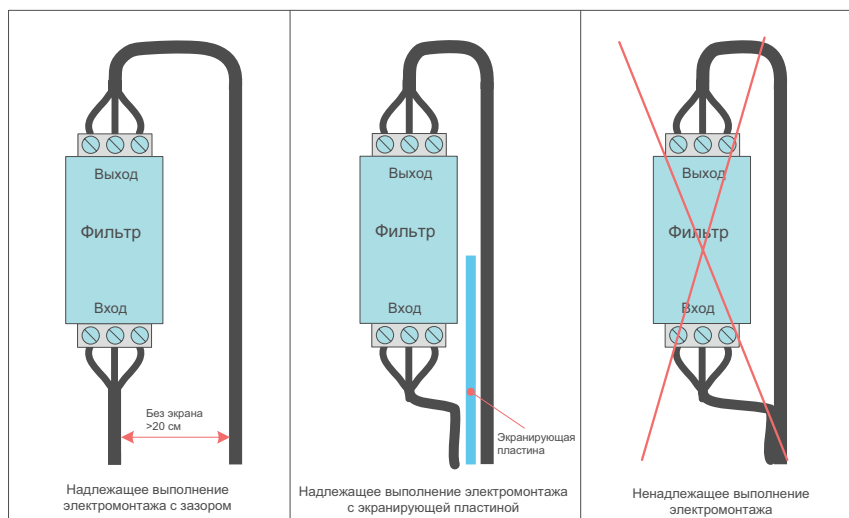 Выход
Фильтр
Вход
Без экрана
>20 см
Надлежащее выполнение
электромонтажа с зазором
Выход
Фильтр
Вход
Экранирующая
пластина
Надлежащее выполнение электромонтажа
с экранирующей пластиной
Выход
Фильтр
Вход
Ненадлежащее выполнение
электромонтажа